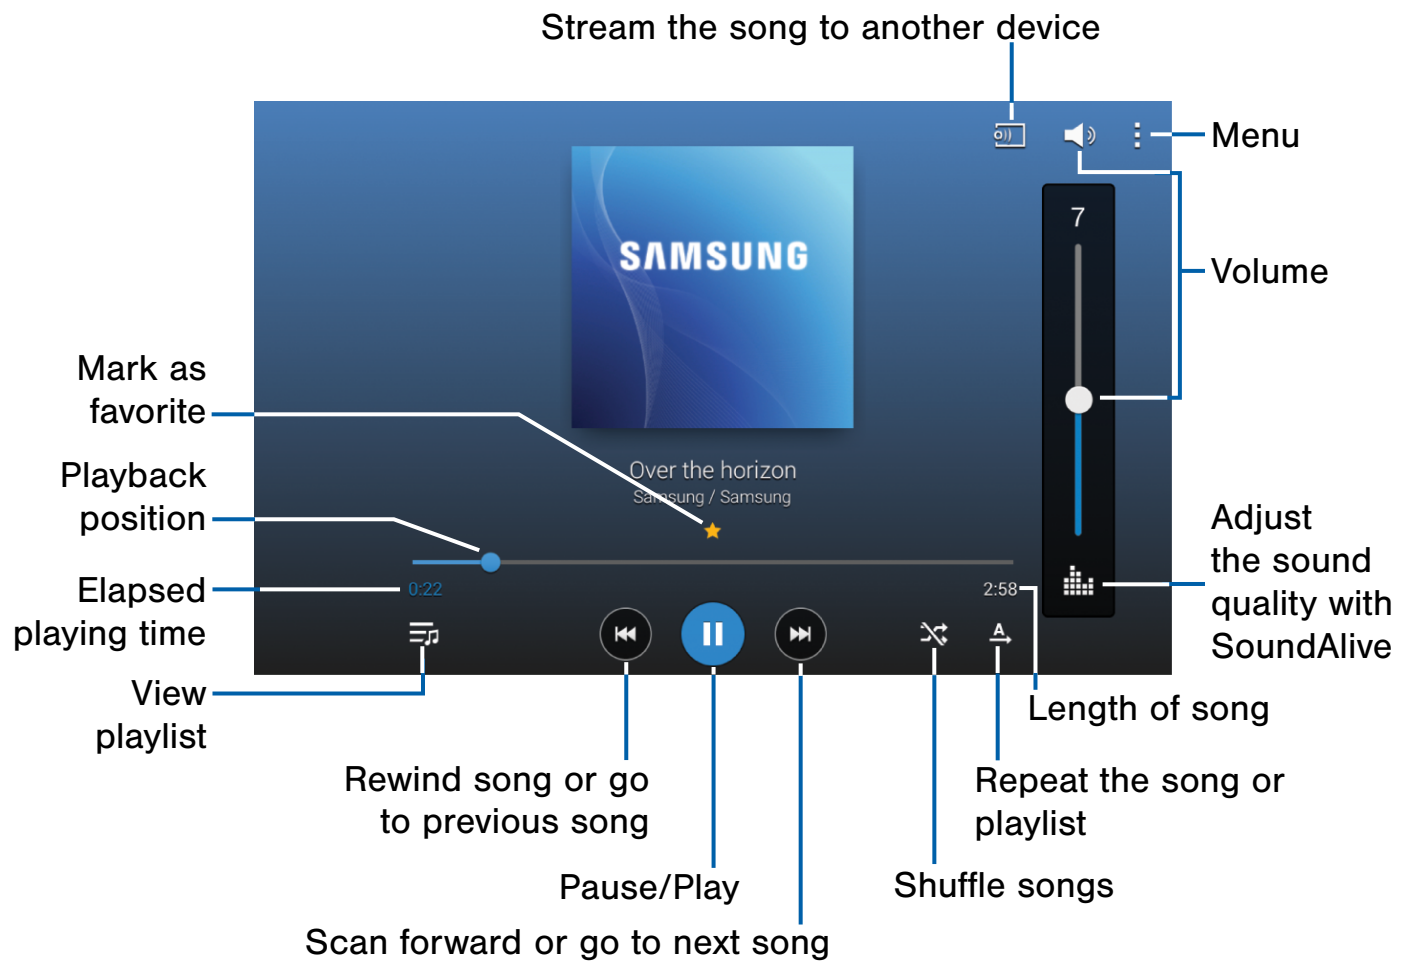 Stream the song to another device
Menu
SAMSUNG
7
Volume
Mark as
favorite
Over the horizon
Samsung / Samsung
Playback
position
Adjust
the sound
quality with
SoundAlive
Elapsed
playing time
0:22
2:58
A
View
playlist
Length of song
Rewind song or go
to previous song
Repeat the song or
playlist
Pause/Play
Shuffle songs
Scan forward or go to next song